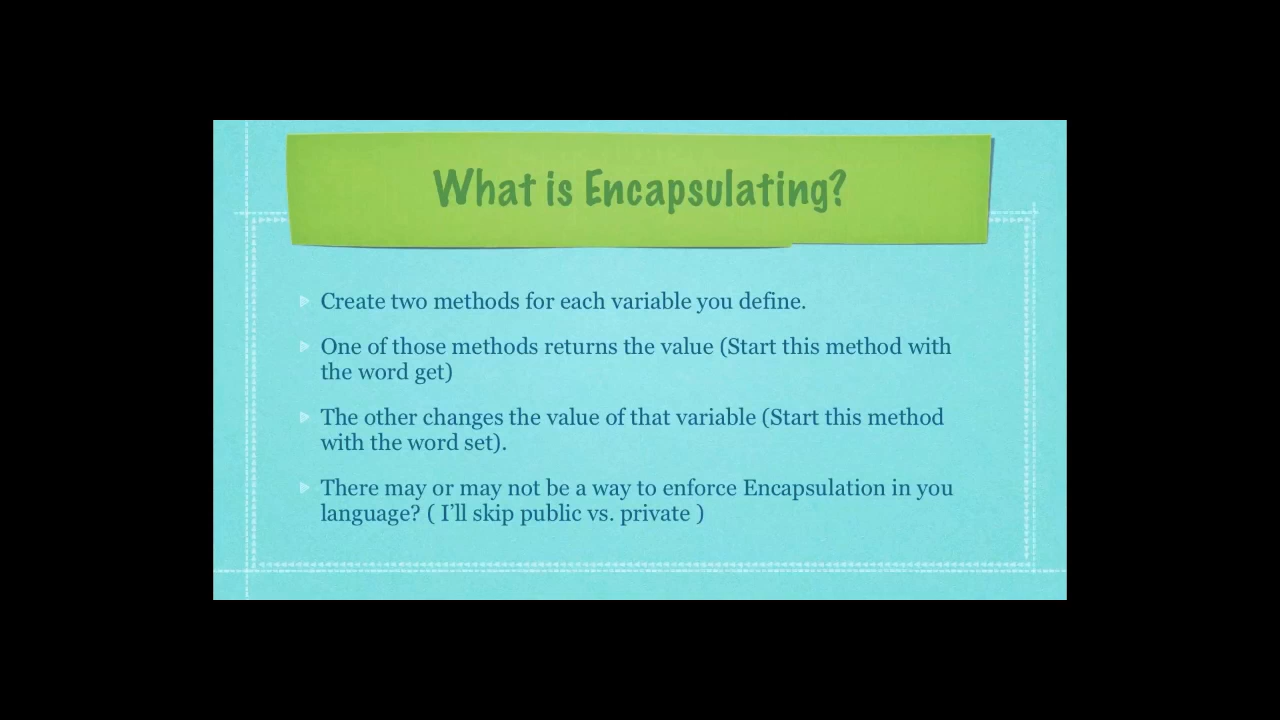 What is Encapsulating?
Create two methods for each variable you define.
One of those methods returns the value (Start this method with
the word get)
The other changes the value of that variable (Start this method
with the word set).
There may or may not be a way to enforce Encapsulation in you
language? ( I’ll skip public vs. private )